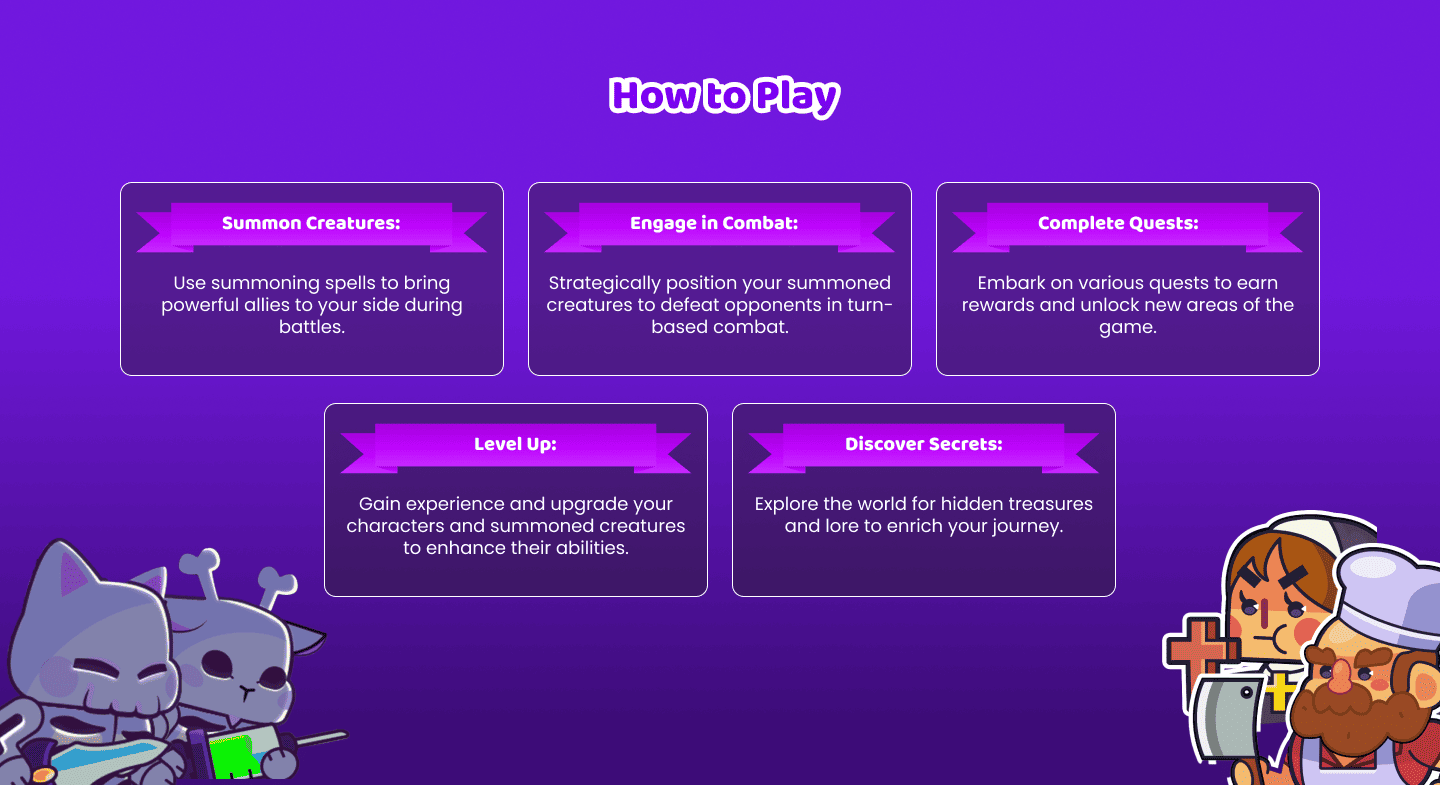 How to Play
Summon Creatures:
Use summoning spells to bring
powerful allies to your side during
battles.
Engage in Combat:
Strategically position your summoned
creatures to defeat opponents in turn-
based combat.
Complete Quests:
Embark on various quests to earn
rewards and unlock new areas of the
game.
Level Up:
Gain experience and upgrade your
characters and summoned creatures
to enhance their abilities.
Discover Secrets:
Explore the world for hidden treasures
and lore to enrich your journey.